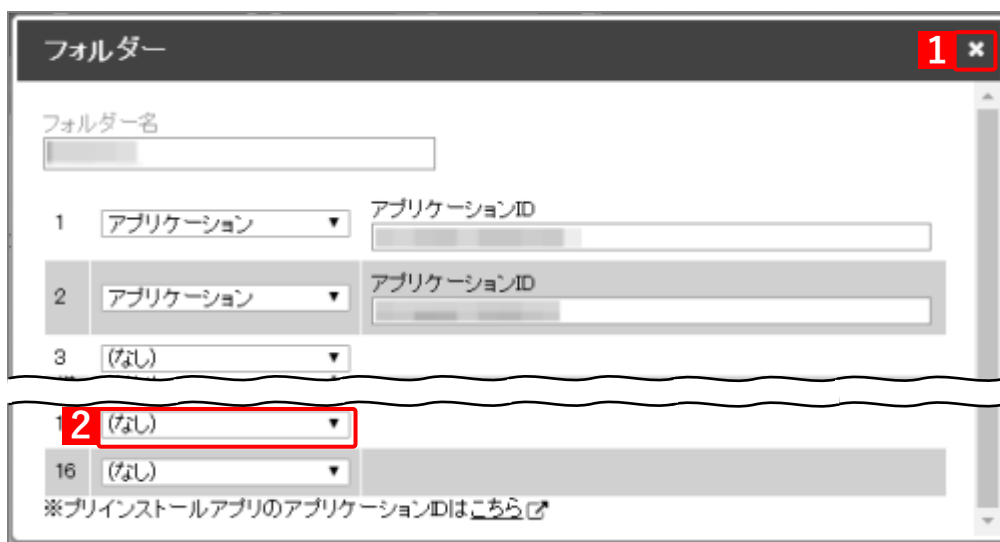 フォルダー 1 ×
フォルダー名
アプリケーションID
1 アプリケーション ▼
アプリケーションID
2 アプリケーション ▼
3 (なし) ▼
2 (なし) ▼
16 (なし) ▼
※プリインストールアプリのアプリケーションIDはこちら